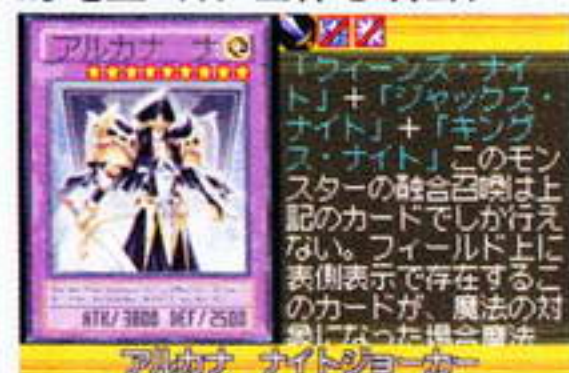 アルカナ ナ
「クィーンズ・ナイ
ト」+「ジャックス・
ナイト」+「キング
ス・ナイト」このモン
スターの融合召喚は上
記のカードでしか行え
ない。フィールド上に
表側表示で存在するこ
のカードが、魔法の対
象になった場合魔法
ATK/3800 DEF/2500
アルカナ ナイトジョーカー